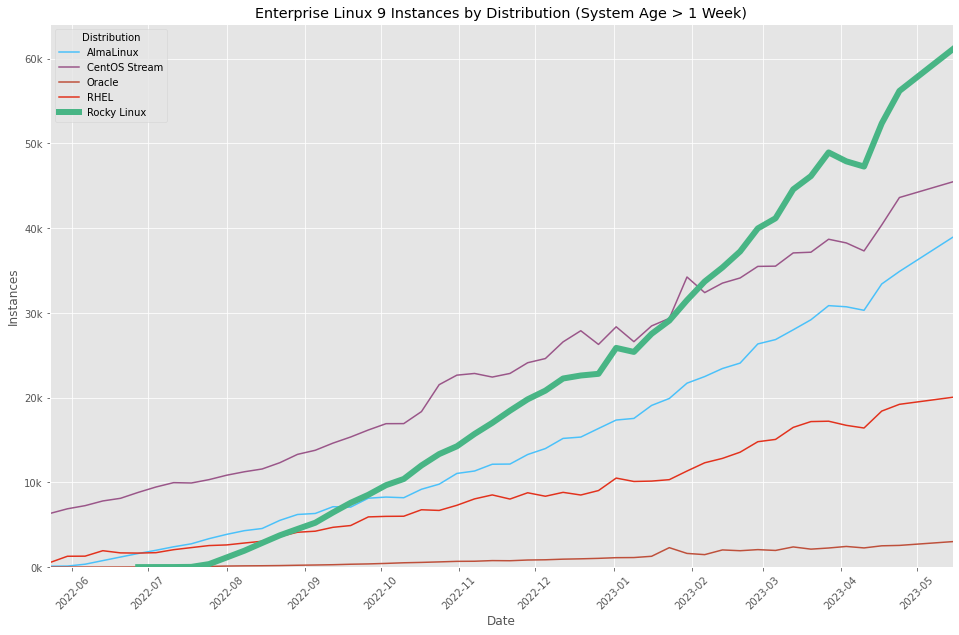 Enterprise Linux 9 Instances by Distribution (System Age > 1 Week)
Distribution
AlmaLinux
CentOS Stream
Oracle
RHEL
Rocky Linux
60k
50k
40k
30k
20k
10k
0k
Instances
2022-06
2022-07
2022-08
2022-09
2022-10
2022-11
2022-12
2023-01
2023-02
2023-03
2023-04
2023-05
Date